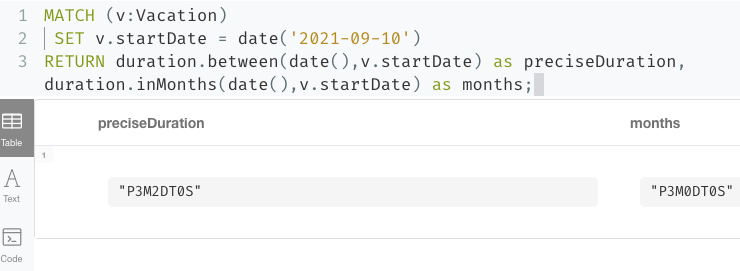 1 MATCH (v:Vacation)
2 SET v.startDate = date('2021-09-10')
3 RETURN duration.between(date(),v.startDate) as preciseDuration,
duration.inMonths(date(),v.startDate) as months;
preciseDuration months
Table
1
"P3M2DT0S" "P3M0DT0S"
Text
Code